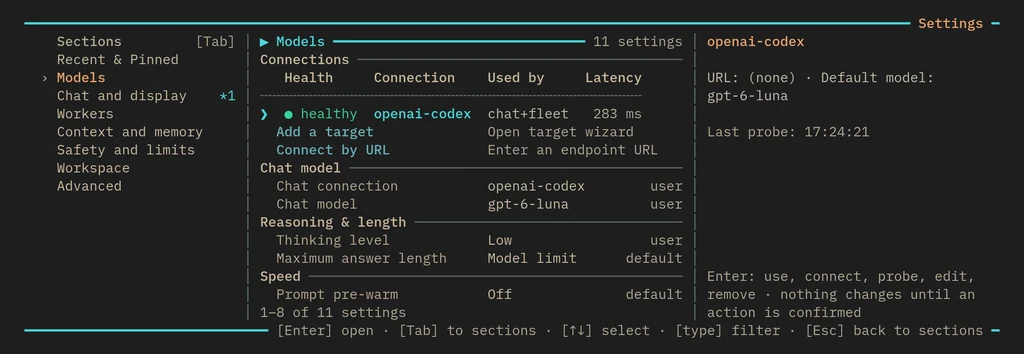 Settings
Sections [Tab]
Recent & Pinned
› Models
Chat and display *1
Workers
Context and memory
Safety and limits
Workspace
Advanced
▶ Models 11 settings
Connections
Health Connection Used by Latency
❯ ● healthy openai-codex chat+fleet 283 ms
Add a target Open target wizard
Connect by URL Enter an endpoint URL
Chat model
Chat connection openai-codex user
Chat model gpt-6-luna user
Reasoning & length
Thinking level Low user
Maximum answer length Model limit default
Speed
Prompt pre-warm Off default
1–8 of 11 settings
openai-codex
URL: (none) · Default model:
gpt-6-luna
Last probe: 17:24:21
Enter: use, connect, probe, edit,
remove · nothing changes until an
action is confirmed
[Enter] open · [Tab] to sections · [↑↓] select · [type] filter · [Esc] back to sections